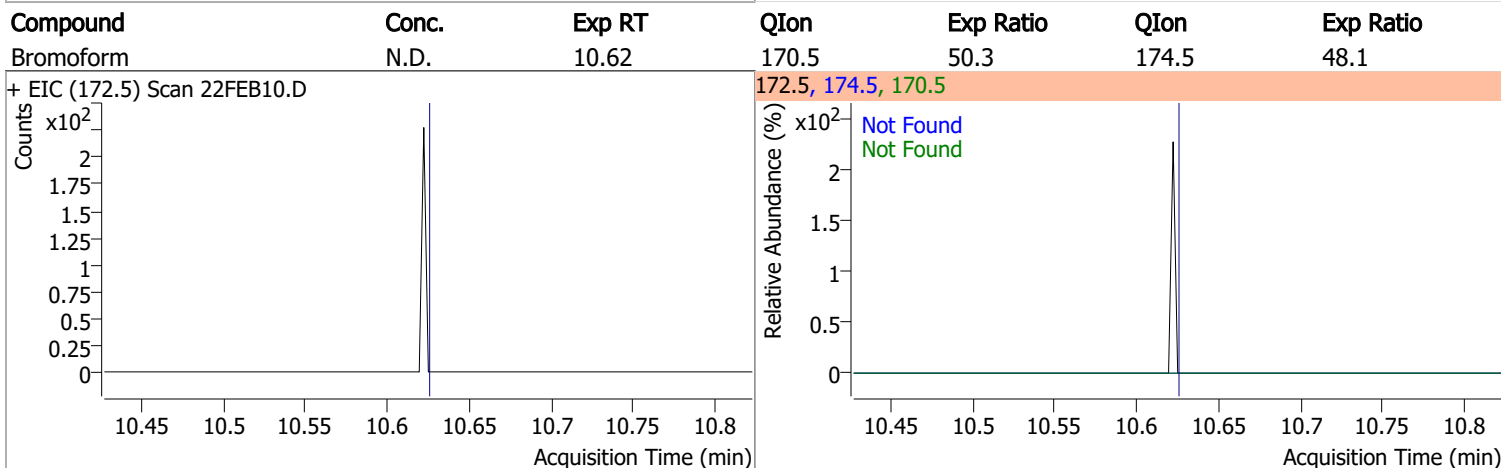 Compound Conc. Exp RT QIon Exp Ratio QIon Exp Ratio
Bromoform N.D. 10.62 170.5 50.3 174.5 48.1
+ EIC (172.5) Scan 22FEB10.D
Counts
x10²
2
1.75
1.5
1.25
1
0.75
0.5
0.25
0
10.45 10.5 10.55 10.6 10.65 10.7 10.75 10.8
Acquisition Time (min)
172.5, 174.5, 170.5
Relative Abundance (%)
x10²
Not Found
Not Found
2
1.5
1
0.5
0
10.45 10.5 10.55 10.6 10.65 10.7 10.75 10.8
Acquisition Time (min)